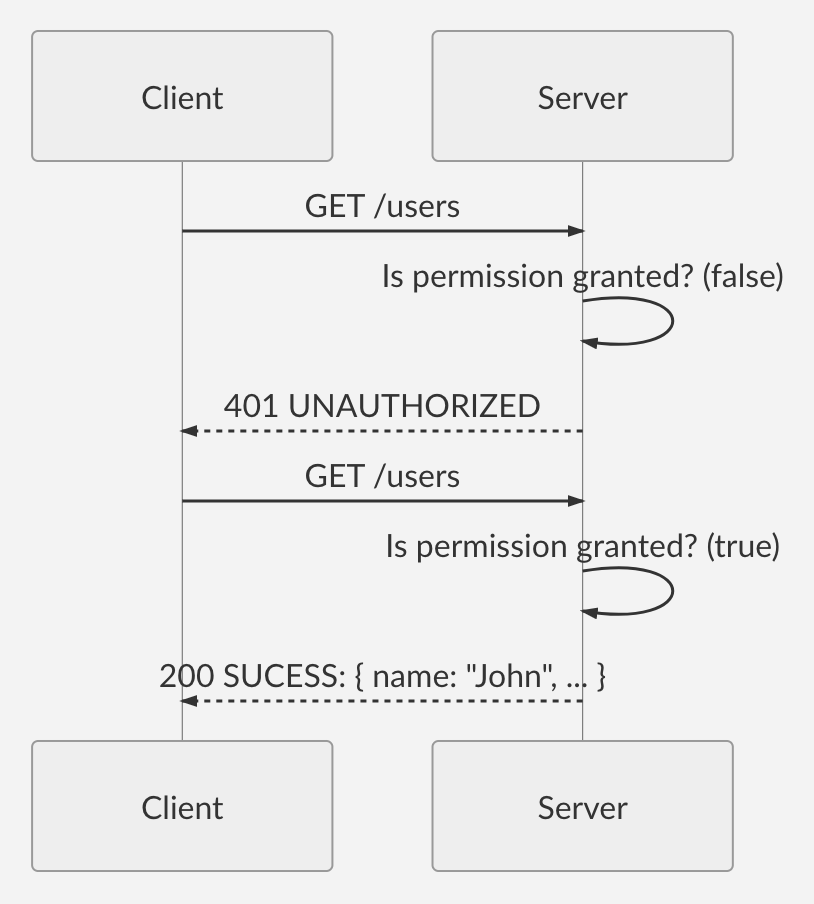 Client
Server
GET /users
Is permission granted? (false)
401 UNAUTHORIZED
GET /users
Is permission granted? (true)
200 SUCESS: { name: "John", ... }
Client
Server